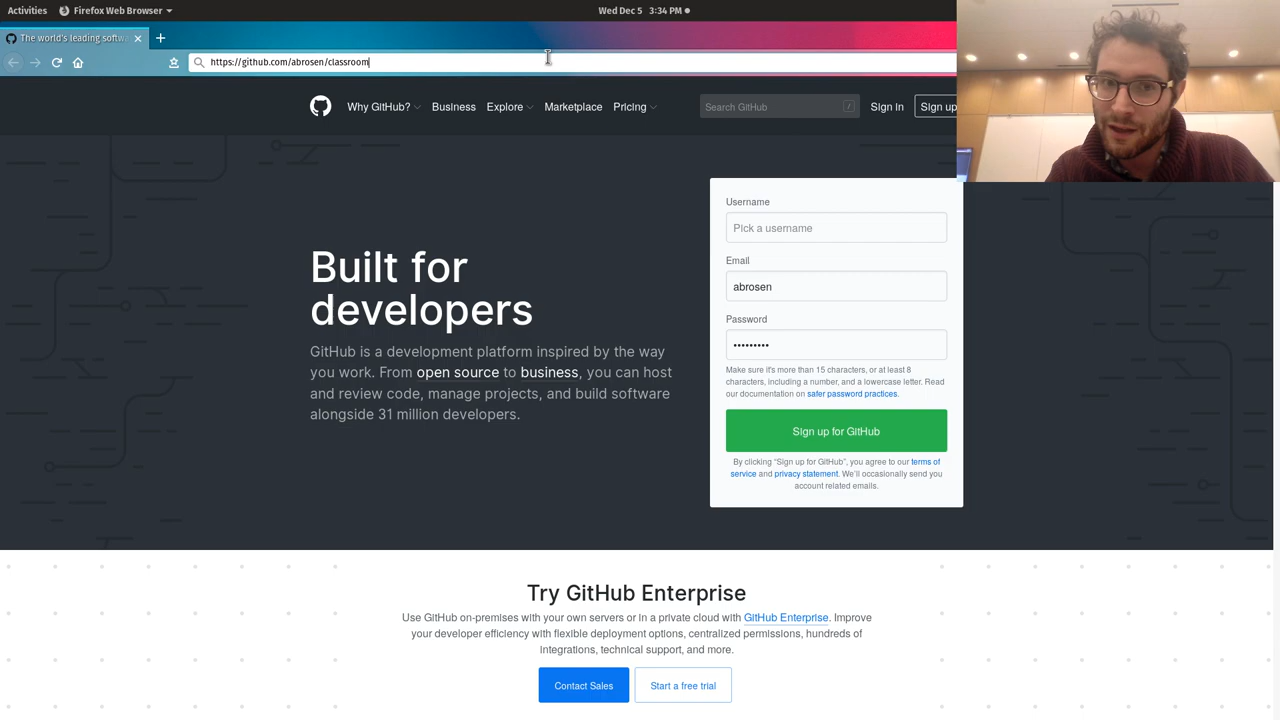 Activities Firefox Web Browser Wed Dec 5 3:34 PM
The world's leading softw
https://github.com/abrosen/classroom
Why GitHub? Business Explore Marketplace Pricing Search GitHub / Sign in Sign up
Username
Pick a username
Email
abrosen
Password
•••••••••
Make sure it's more than 15 characters, or at least 8
characters, including a number, and a lowercase letter. Read
our documentation on safer password practices.
Sign up for GitHub
By clicking “Sign up for GitHub”, you agree to our terms of
service and privacy statement. We’ll occasionally send you
account related emails.
Built for
developers
GitHub is a development platform inspired by the way
you work. From open source to business, you can host
and review code, manage projects, and build software
alongside 31 million developers.
Try GitHub Enterprise
Use GitHub on-premises with your own servers or in a private cloud with GitHub Enterprise. Improve
your developer efficiency with flexible deployment options, centralized permissions, hundreds of
integrations, technical support, and more.
Contact Sales Start a free trial